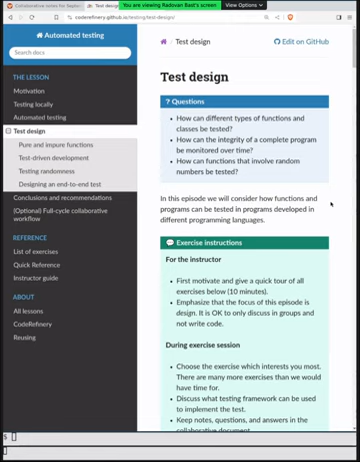 Collaborative notes for Septem
Test desi
You are viewing Radovan Bast's screen
View Options
coderefinery.github.io/testing/test-design/
Automated testing
Search docs
THE LESSON
Motivation
Testing locally
Automated testing
Test design
Pure and impure functions
Test-driven development
Testing randomness
Designing an end-to-end test
Conclusions and recommendations
(Optional) Full-cycle collaborative
workflow
REFERENCE
List of exercises
Quick Reference
Instructor guide
ABOUT
All lessons
CodeRefinery
Reusing
/ Test design
Edit on GitHub
Test design
? Questions
• How can different types of functions and
classes be tested?
• How can the integrity of a complete program
be monitored over time?
• How can functions that involve random
numbers be tested?
In this episode we will consider how functions and
programs can be tested in programs developed in
different programming languages.
Exercise instructions
For the instructor
• First motivate and give a quick tour of all
exercises below (10 minutes).
• Emphasize that the focus of this episode is
design. It is OK to only discuss in groups and
not write code.
During exercise session
• Choose the exercise which interests you most.
There are many more exercises than we would
have time for.
• Discuss what testing framework can be used
to implement the test.
• Keep notes, questions, and answers in the
collaborative document.
$